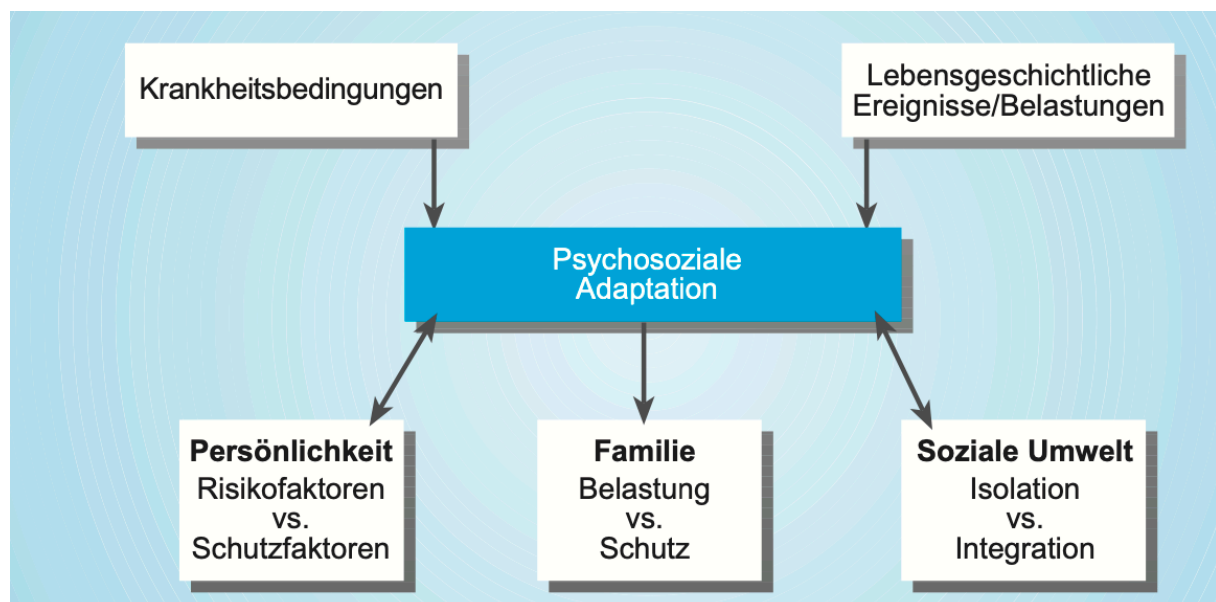 Krankheitsbedingungen
Lebensgeschichtliche
Ereignisse/Belastungen
Psychosoziale
Adaptation
Persönlichkeit
Risikofaktoren
vs.
Schutzfaktoren
Familie
Belastung
vs.
Schutz
Soziale Umwelt
Isolation
vs.
Integration